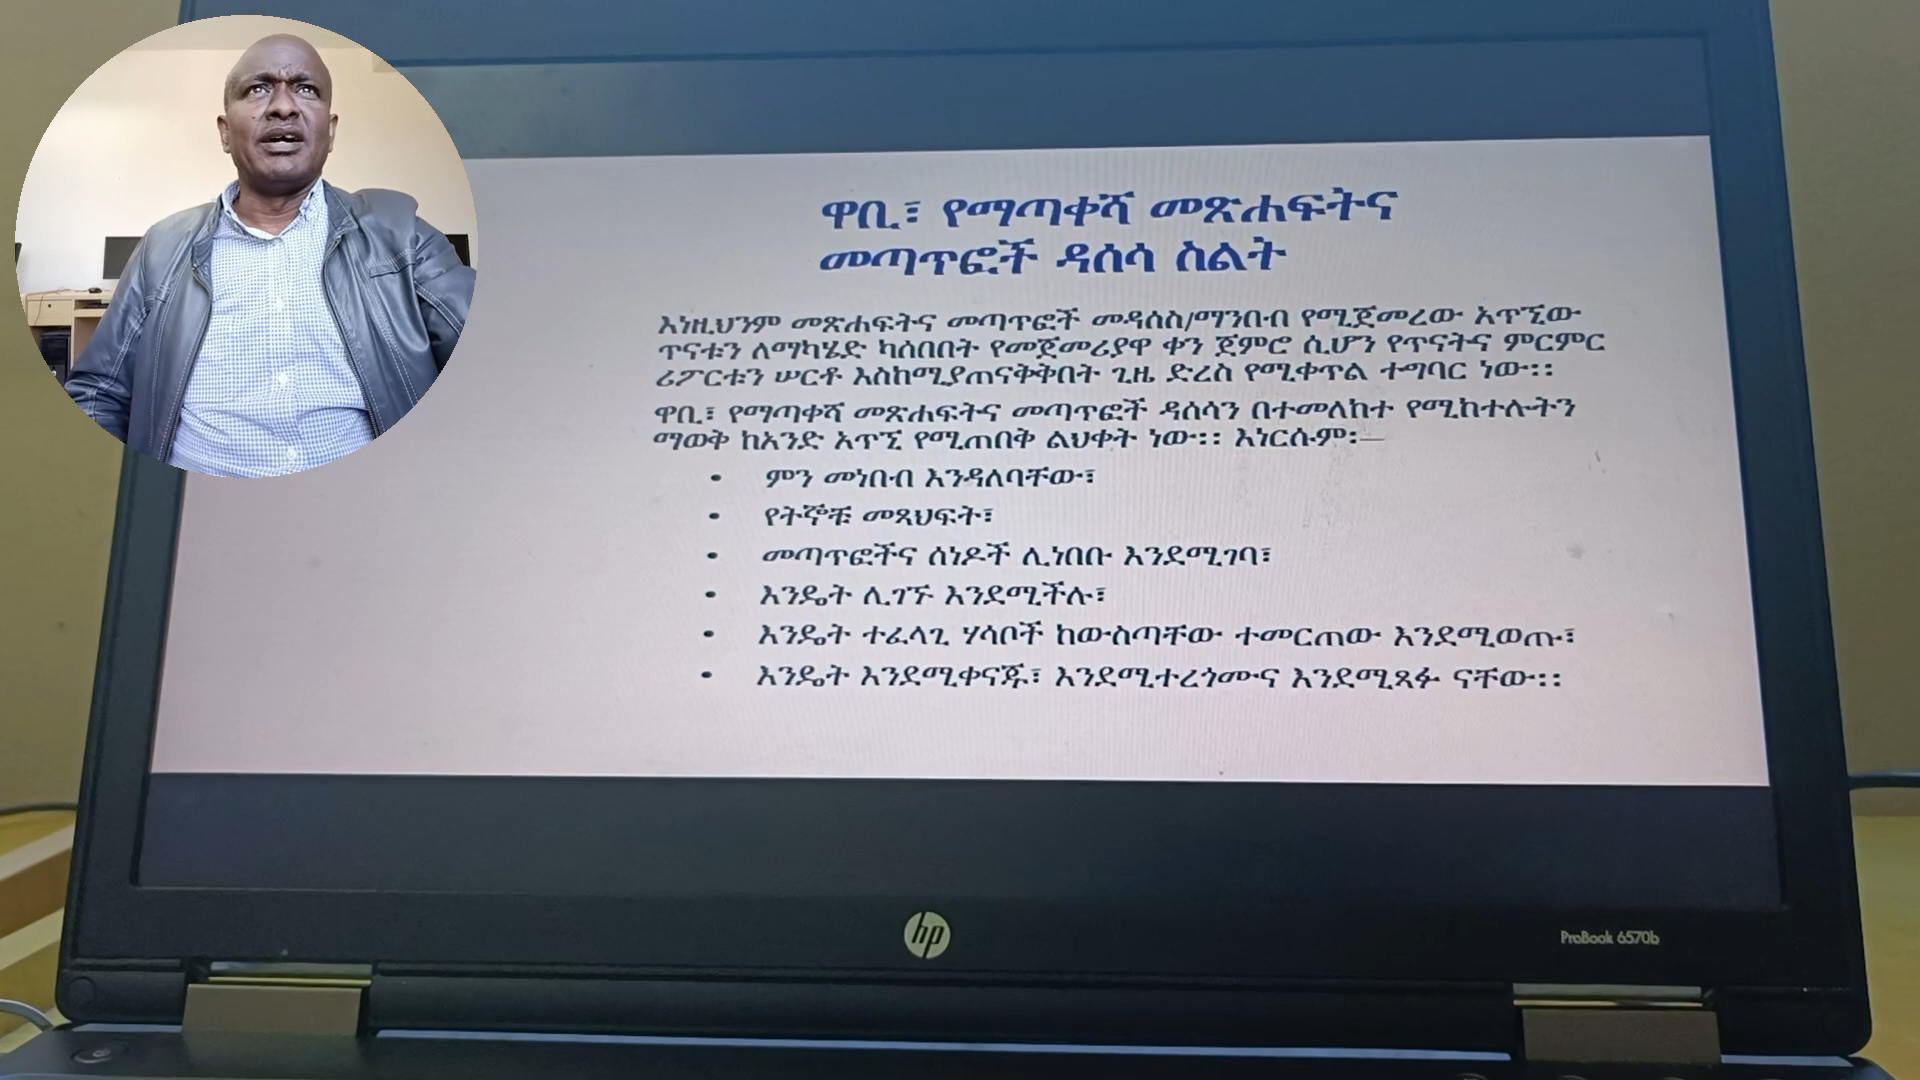 ዋቢ፣ የማጣቀሻ መጽሐፍትና
መጣጥፎች ዳሰሳ ስልት
እነዚህንም መጽሐፍትና መጣጥፎች መዳሰስ/ማንበብ የሚጀመረው አጥኚው
ጥናቱን ለማካሄድ ካሰበበት የመጀመሪያዋ ቀን ጀምሮ ሲሆን የጥናትና ምርምር
ሪፖርቱን ሠርቶ እስከሚያጠናቅቅበት ጊዜ ድረስ የሚቀጥል ተግባር ነው፡፡
ዋቢ፣ የማጣቀሻ መጽሐፍትና መጣጥፎች ዳሰሳን በተመለከተ የሚከተሉትን
ማወቅ ከአንድ አጥኚ የሚጠበቅ ልህቀት ነው፡፡ እነርሱም፡—
• ምን መነበብ እንዳለባቸው፣
• የትኞቹ መጻህፍት፣
• መጣጥፎችና ሰነዶች ሊነበቡ እንደሚገባ፣
• እንዴት ሊገኙ እንደሚችሉ፣
• እንዴት ተፈላጊ ሃሳቦች ከውስጣቸው ተመርጠው እንደሚወጡ፣
• እንዴት እንደሚቀናጁ፣ እንደሚተረጎሙና እንደሚጻፉ ናቸው፡፡
hp
ProBook 6570b